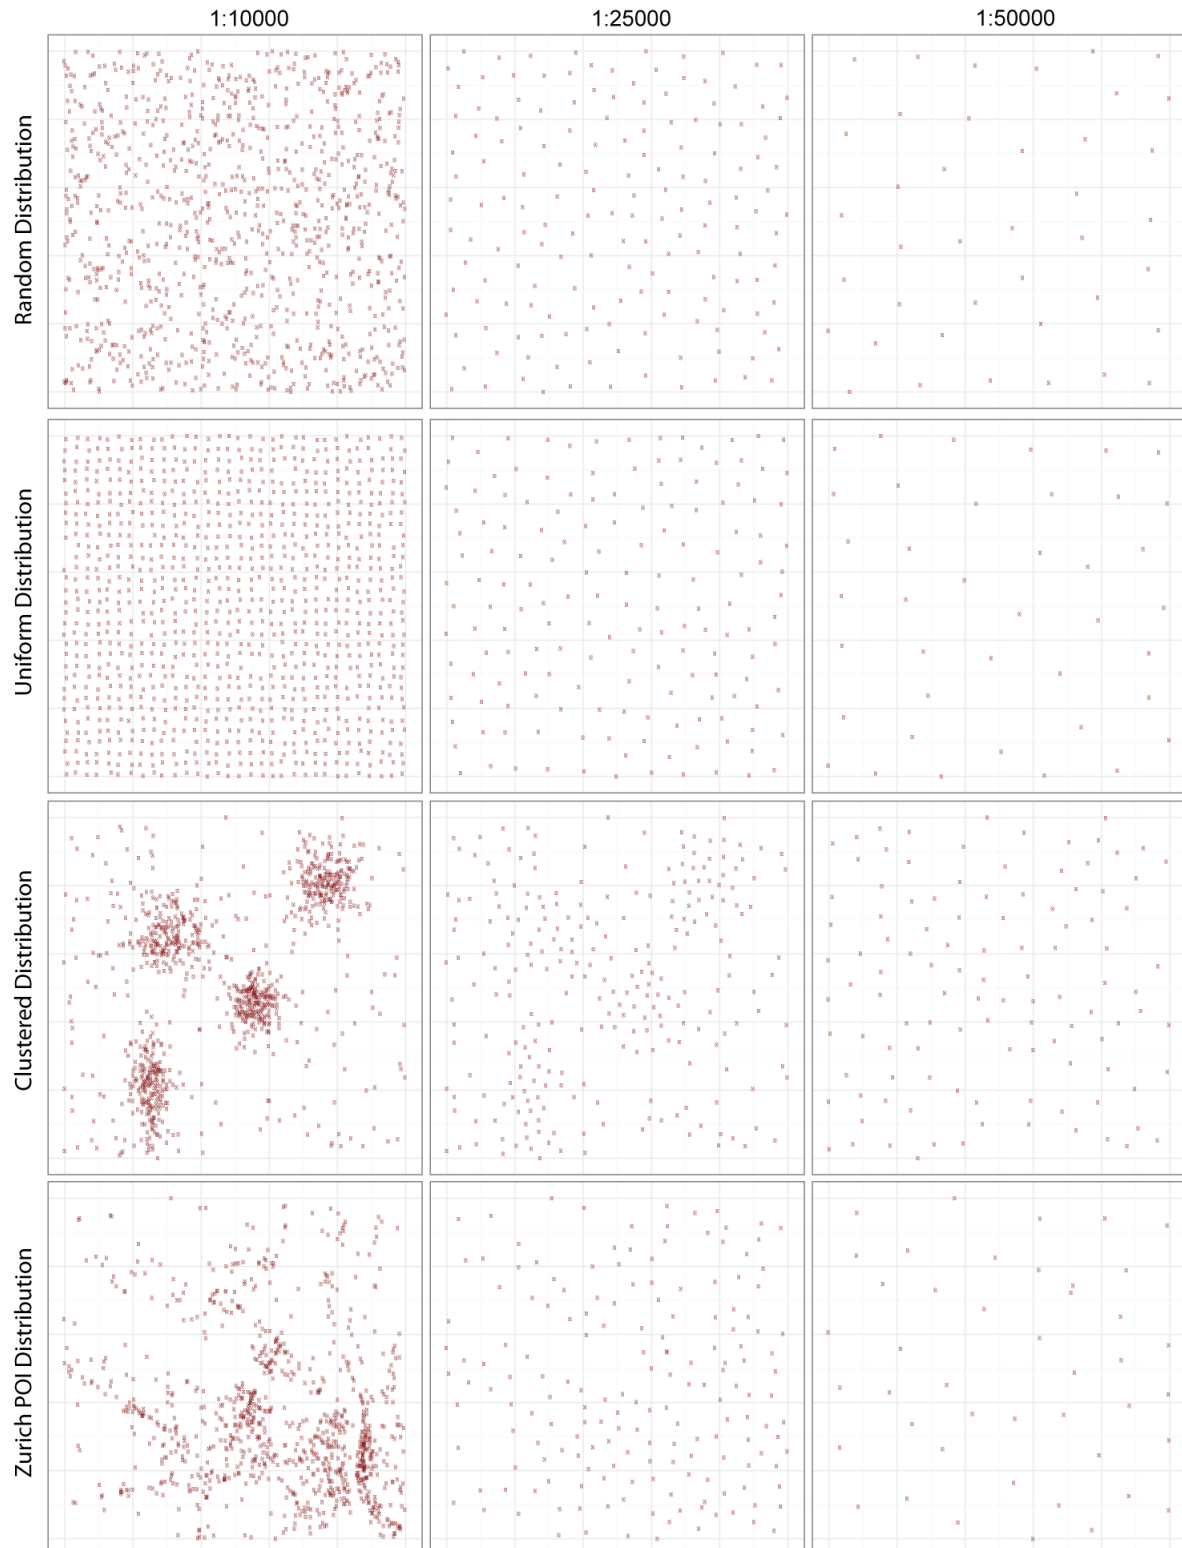 1:10000
1:25000
1:50000
Random Distribution
Uniform Distribution
Clustered Distribution
Zurich POI Distribution